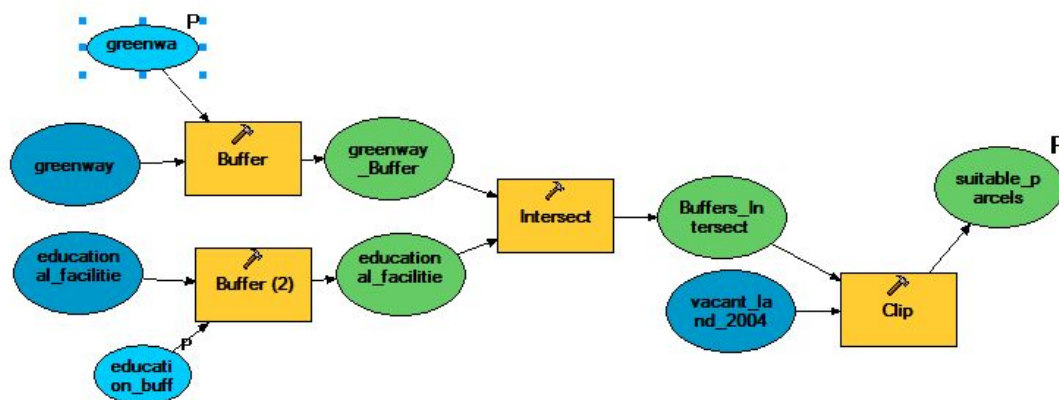 P
greenwa
greenway
Buffer
greenway
_Buffer
education
al_facilitie
Buffer (2)
education
al_facilitie
P
educati
on_buff
Intersect
Buffers_In
tersect
vacant_la
nd_2004
Clip
suitable_p
arcels
P